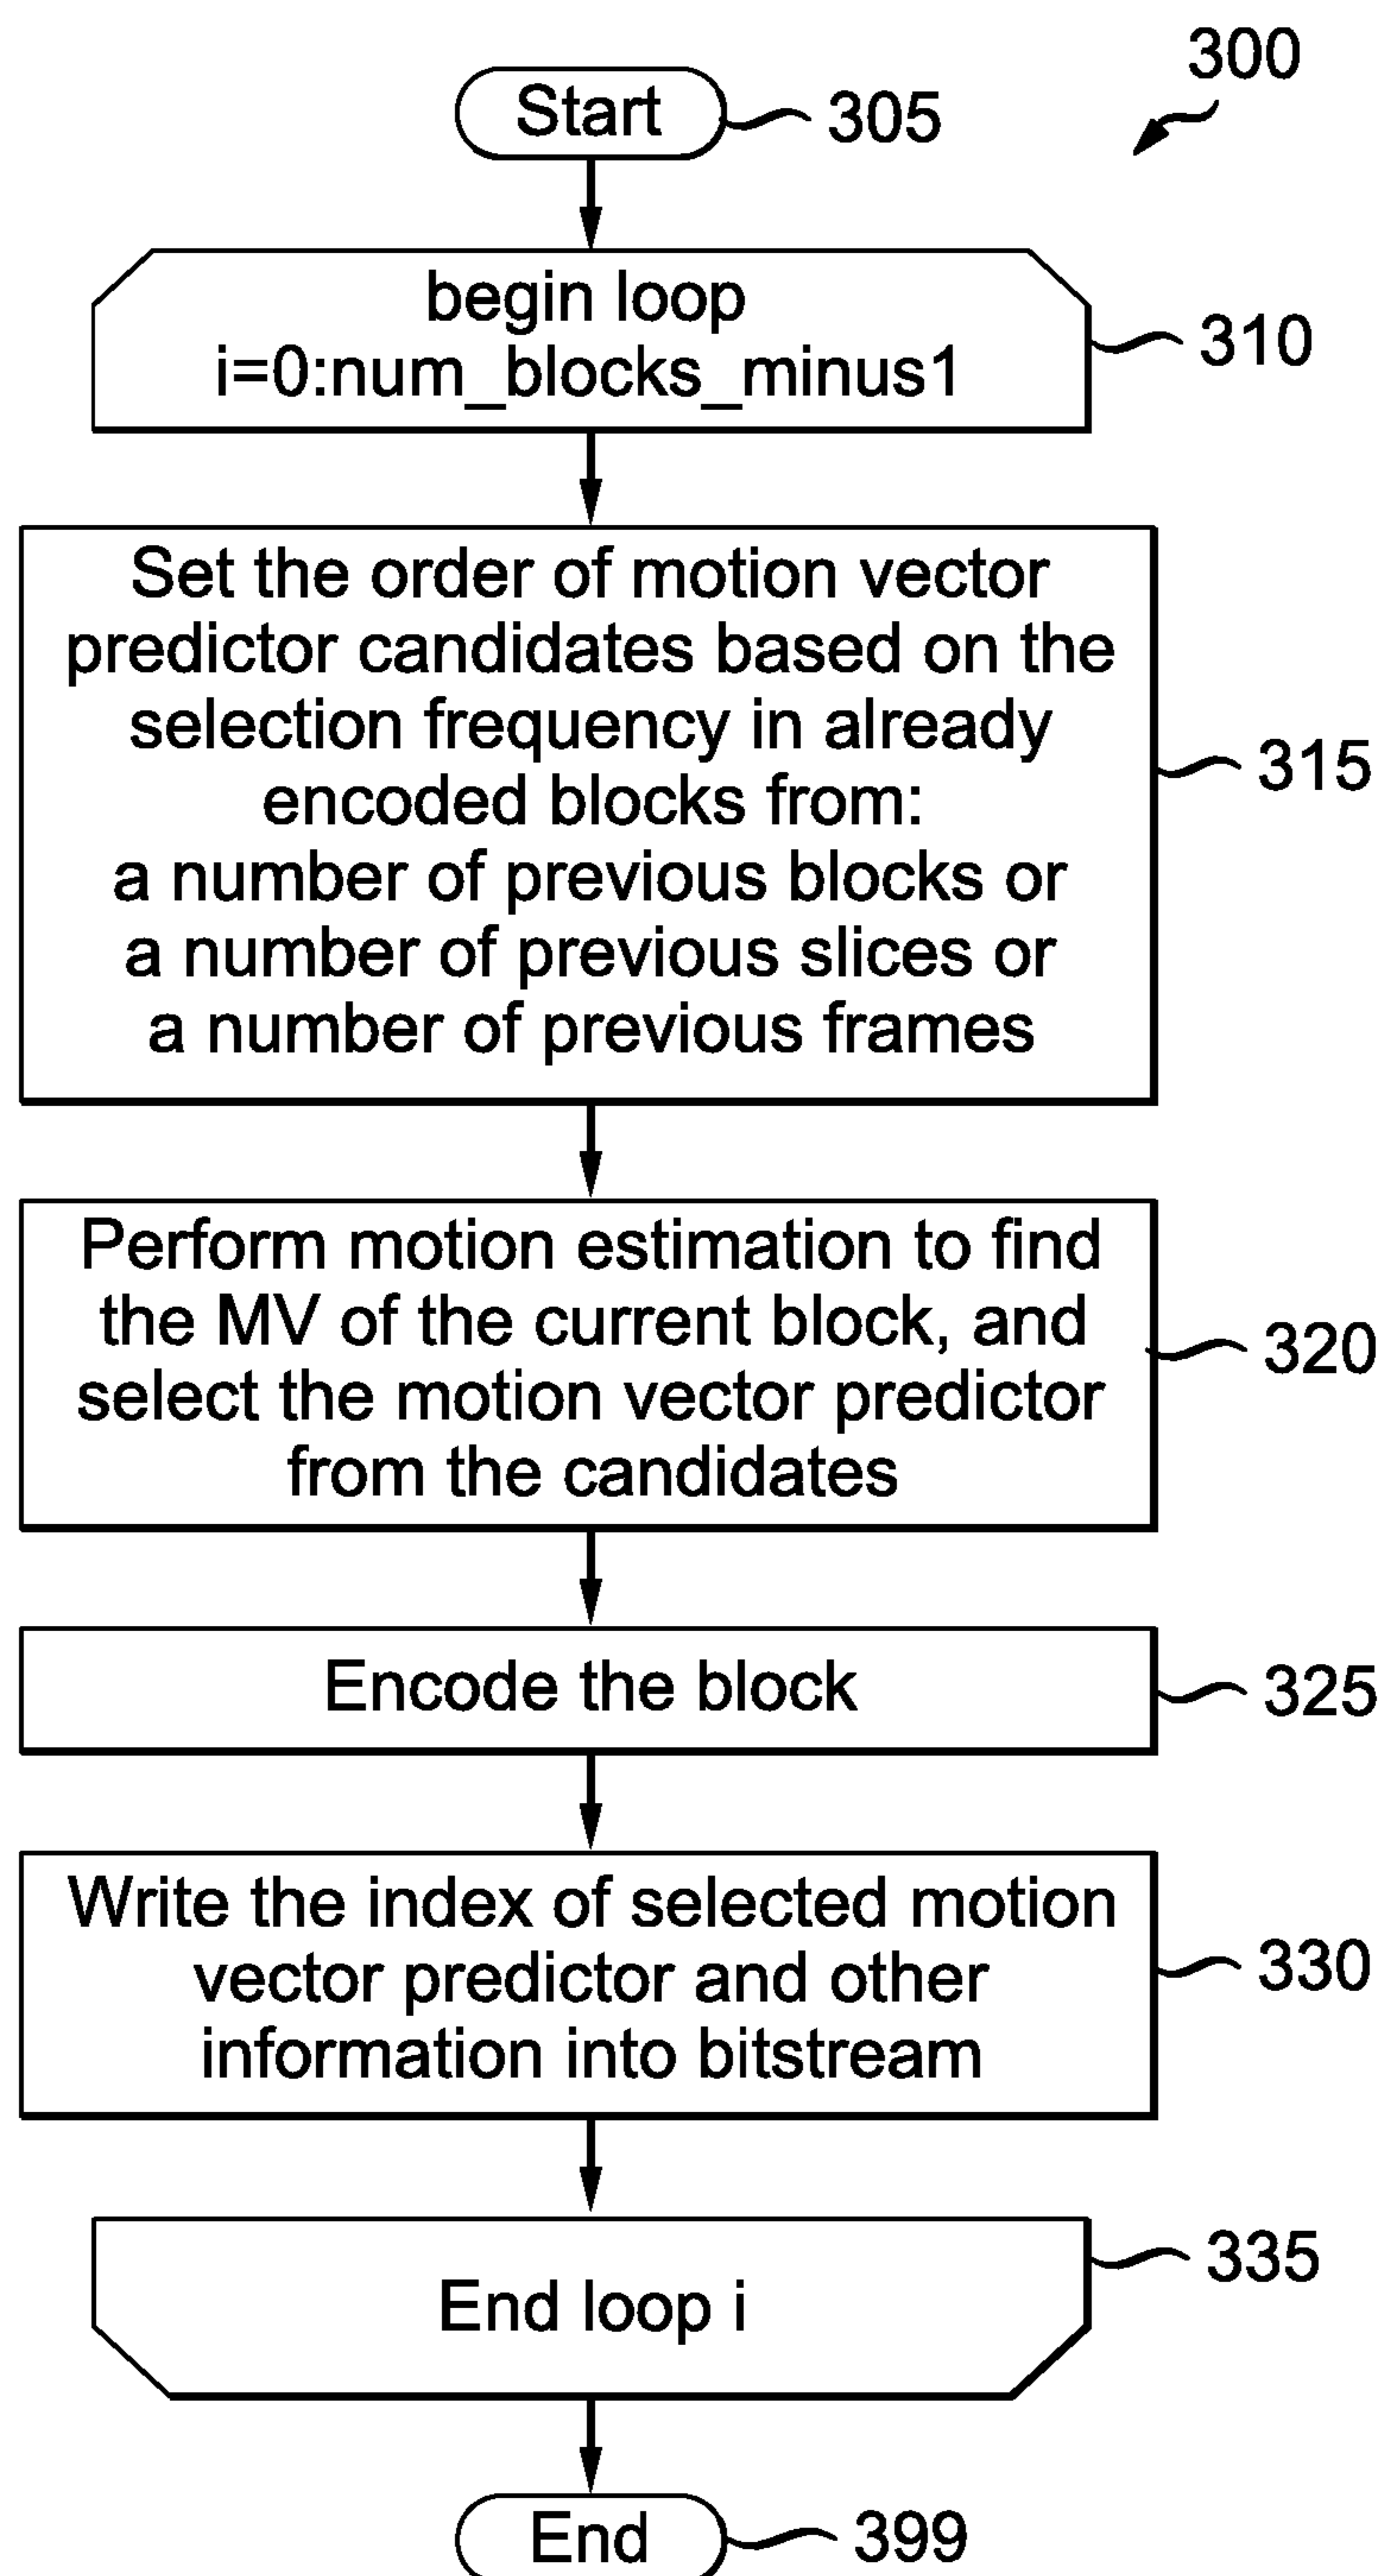 300
Start
305
begin loop
i=0:num_blocks_minus1
310
Set the order of motion vector
predictor candidates based on the
selection frequency in already
encoded blocks from:
a number of previous blocks or
a number of previous slices or
a number of previous frames
315
Perform motion estimation to find
the MV of the current block, and
select the motion vector predictor
from the candidates
320
Encode the block
325
Write the index of selected motion
vector predictor and other
information into bitstream
330
End loop i
335
End
399